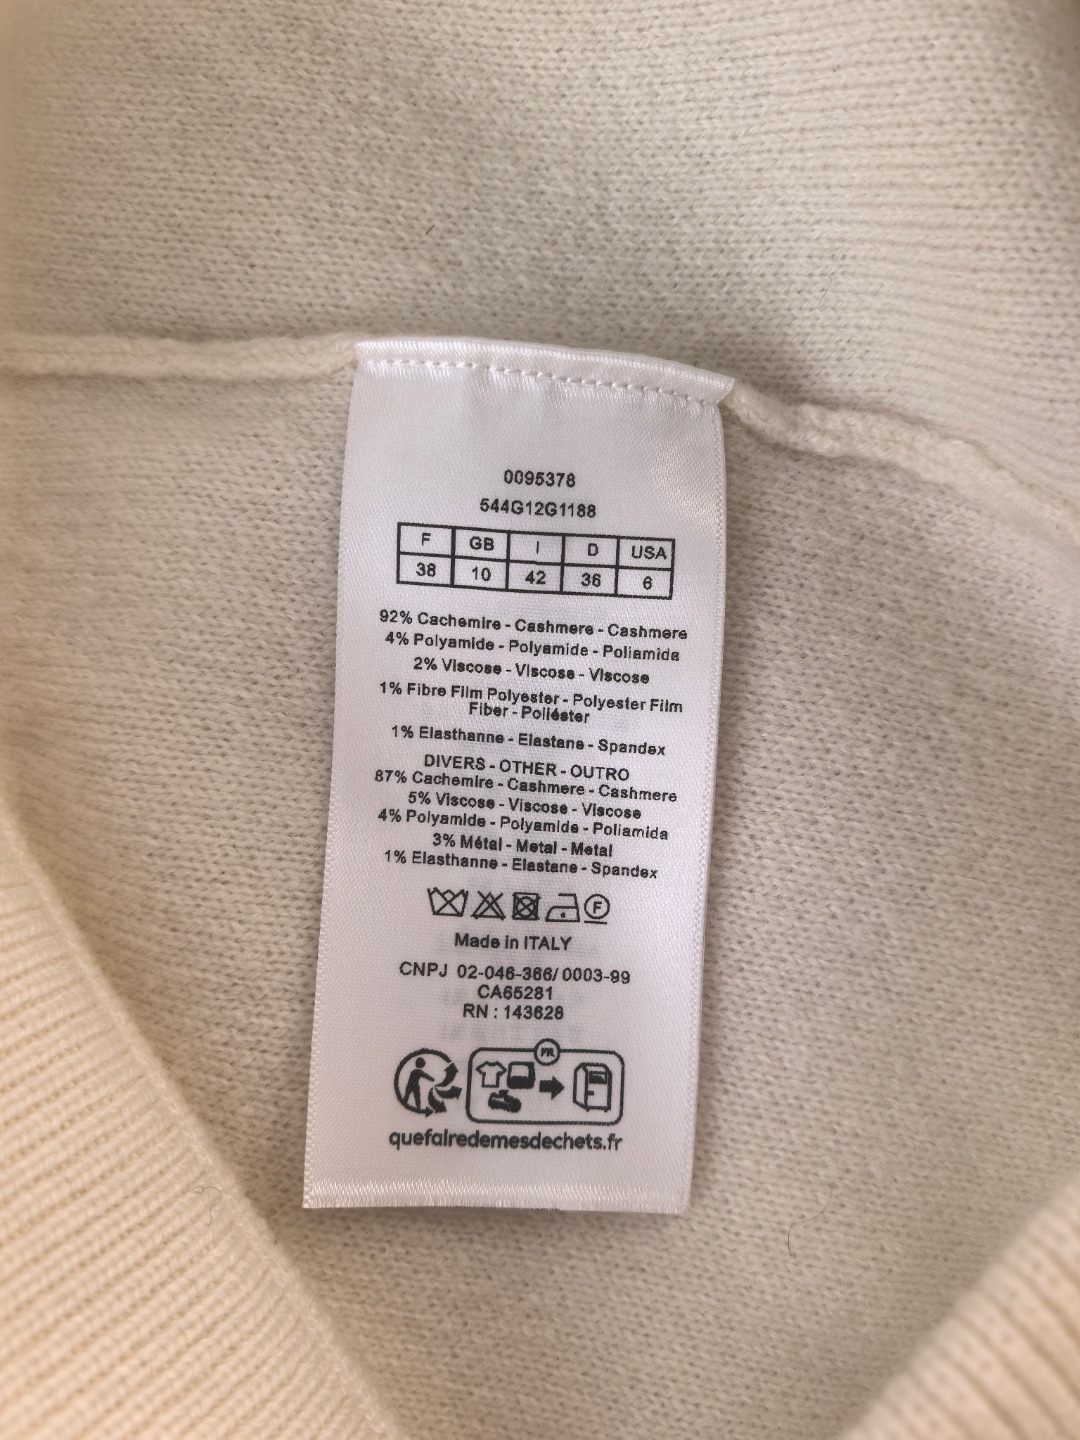 0095378
544G12G1188
F GB I D USA
38 10 42 36 6
92% Cachemire - Cashmere - Cashmere
4% Polyamide - Polyamide - Poliamida
2% Viscose - Viscose - Viscose
1% Fibre Film Polyester - Polyester Film
Fiber - Poliéster
1% Elasthanne - Elastane - Spandex
DIVERS - OTHER - OUTRO
87% Cachemire - Cashmere - Cashmere
5% Viscose - Viscose - Viscose
4% Polyamide - Polyamide - Poliamida
3% Métal - Metal - Metal
1% Elasthanne - Elastane - Spandex
F
Made in ITALY
CNPJ 02-046-366/ 0003-99
CA65281
RN : 143628
FR
quefairedemesdechets.fr